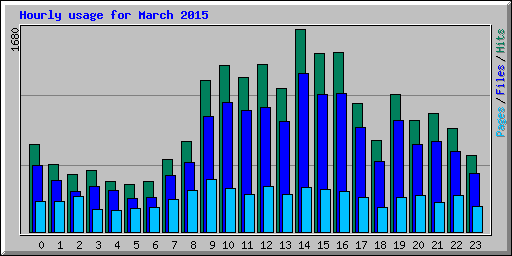 Hourly usage for March 2015
1680
Pages/Files/Hits
0 1 2 3 4 5 6 7 8 9 10 11 12 13 14 15 16 17 18 19 20 21 22 23